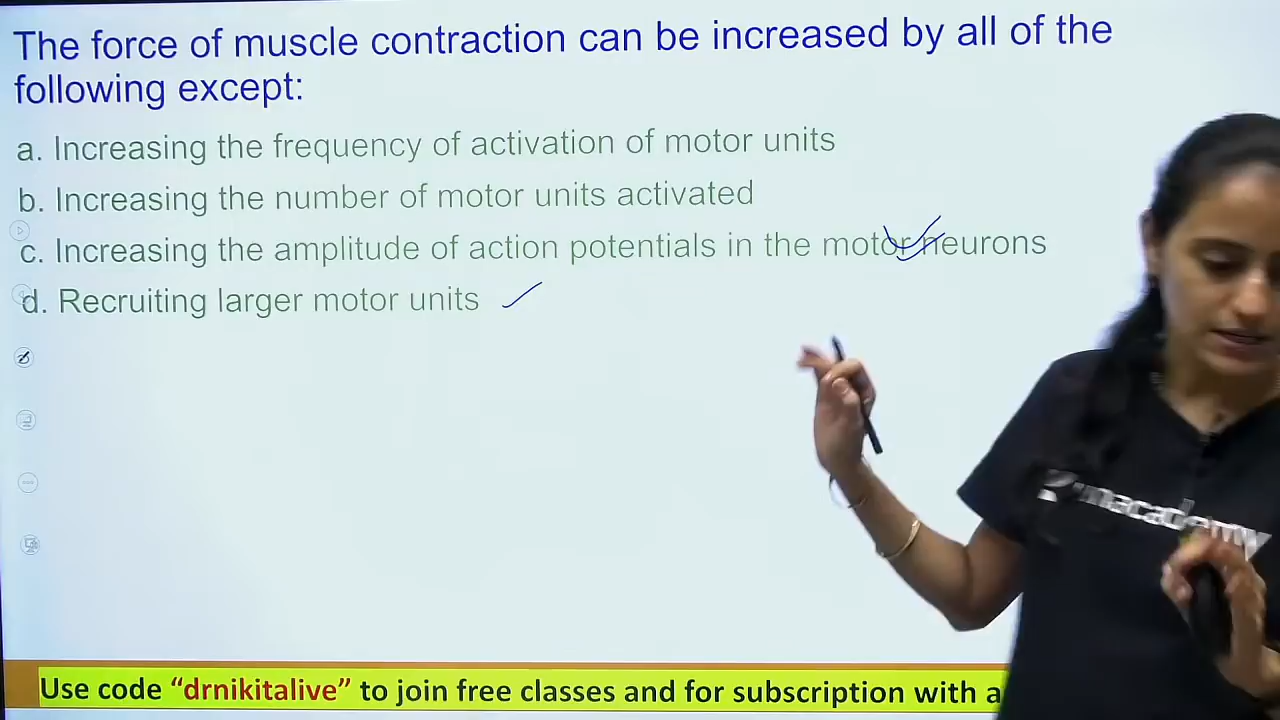 The force of muscle contraction can be increased by all of the
following except:
a. Increasing the frequency of activation of motor units
b. Increasing the number of motor units activated
c. Increasing the amplitude of action potentials in the motor neurons
d. Recruiting larger motor units
unacademy
Use code “drnikitalive” to join free classes and for subscription with a